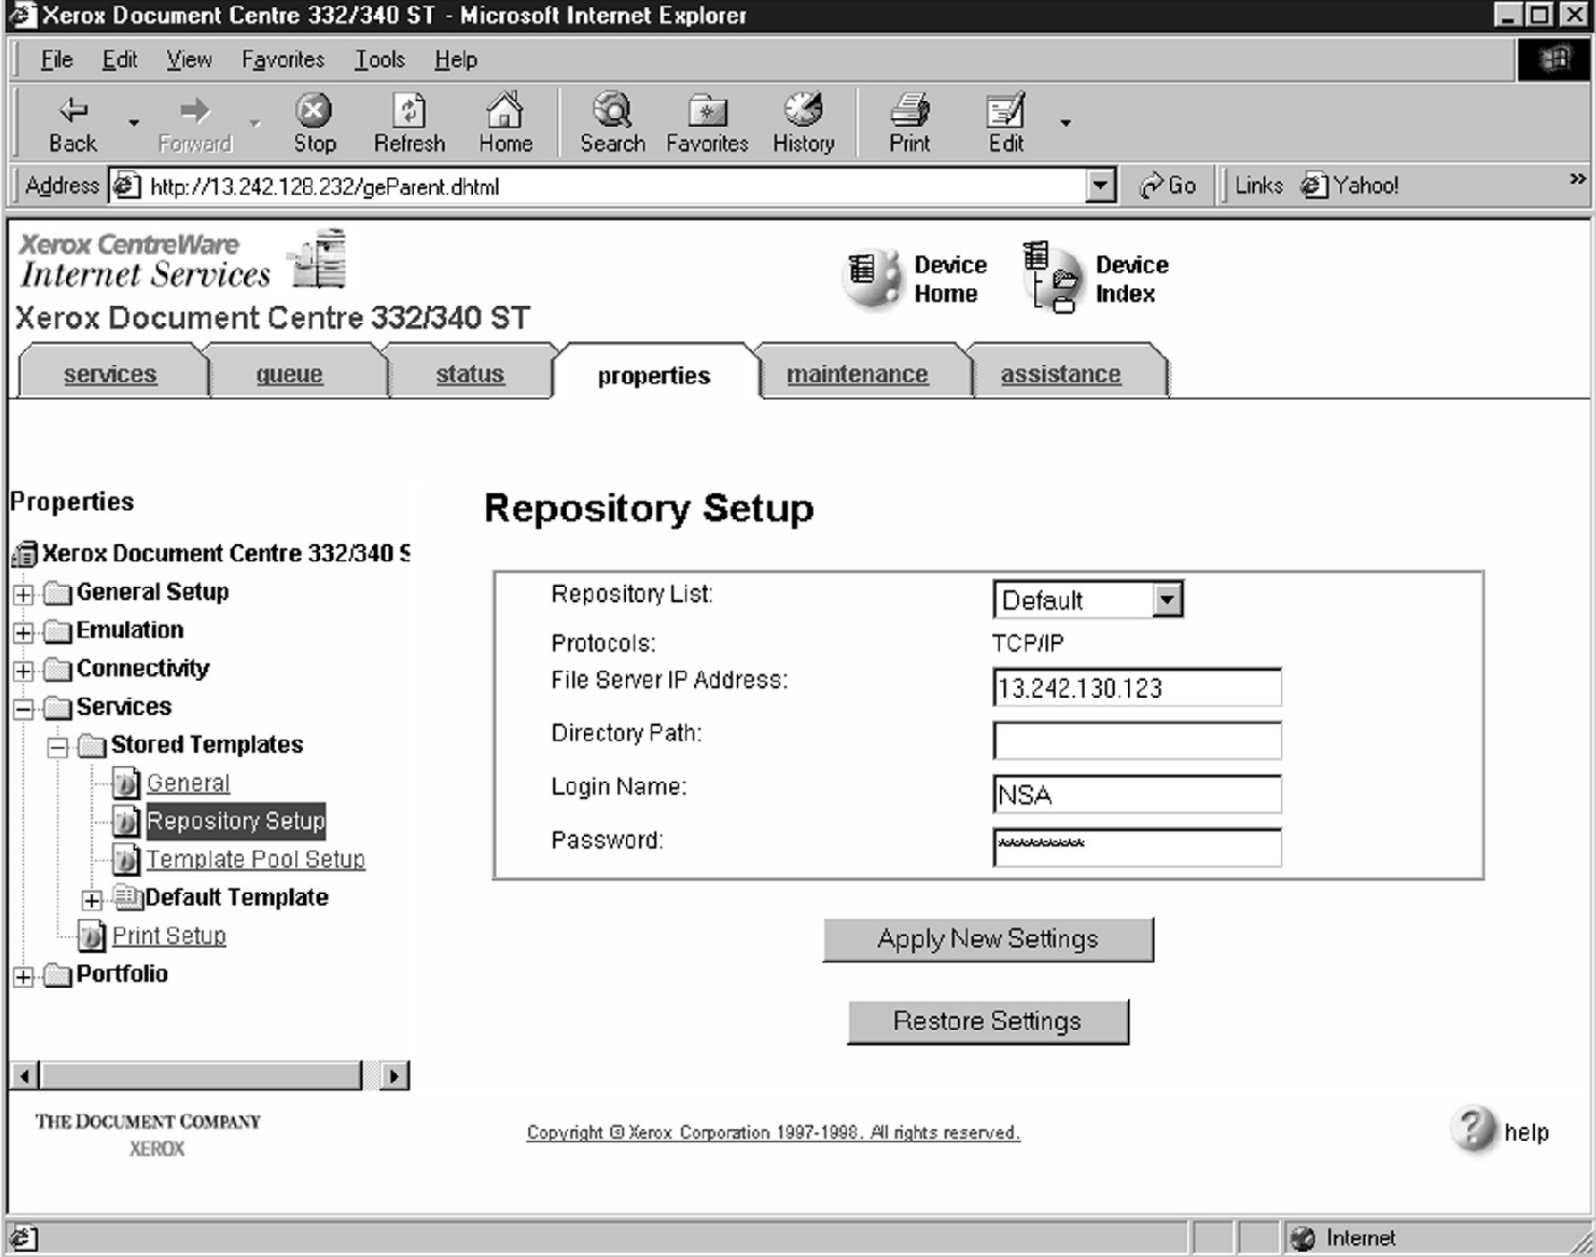 Xerox Document Centre 332/340 ST - Microsoft Internet Explorer
File Edit View Favorites Tools Help
Back Forward Stop Refresh Home Search Favorites History Print Edit
Address http://13.242.128.232/geParent.dhtml Go Links Yahoo! »
Xerox CentreWare
Internet Services
Xerox Document Centre 332/340 ST
Device Home
Device Index
services queue status properties maintenance assistance
Properties
Xerox Document Centre 332/340 S
General Setup
Emulation
Connectivity
Services
Stored Templates
General
Repository Setup
Template Pool Setup
Default Template
Print Setup
Portfolio
Repository Setup
Repository List: Default
Protocols: TCP/IP
File Server IP Address: 13.242.130.123
Directory Path:
Login Name: NSA
Password: **********
Apply New Settings
Restore Settings
THE DOCUMENT COMPANY
XEROX
Copyright © Xerox Corporation 1997-1998. All rights reserved.
? help
Internet